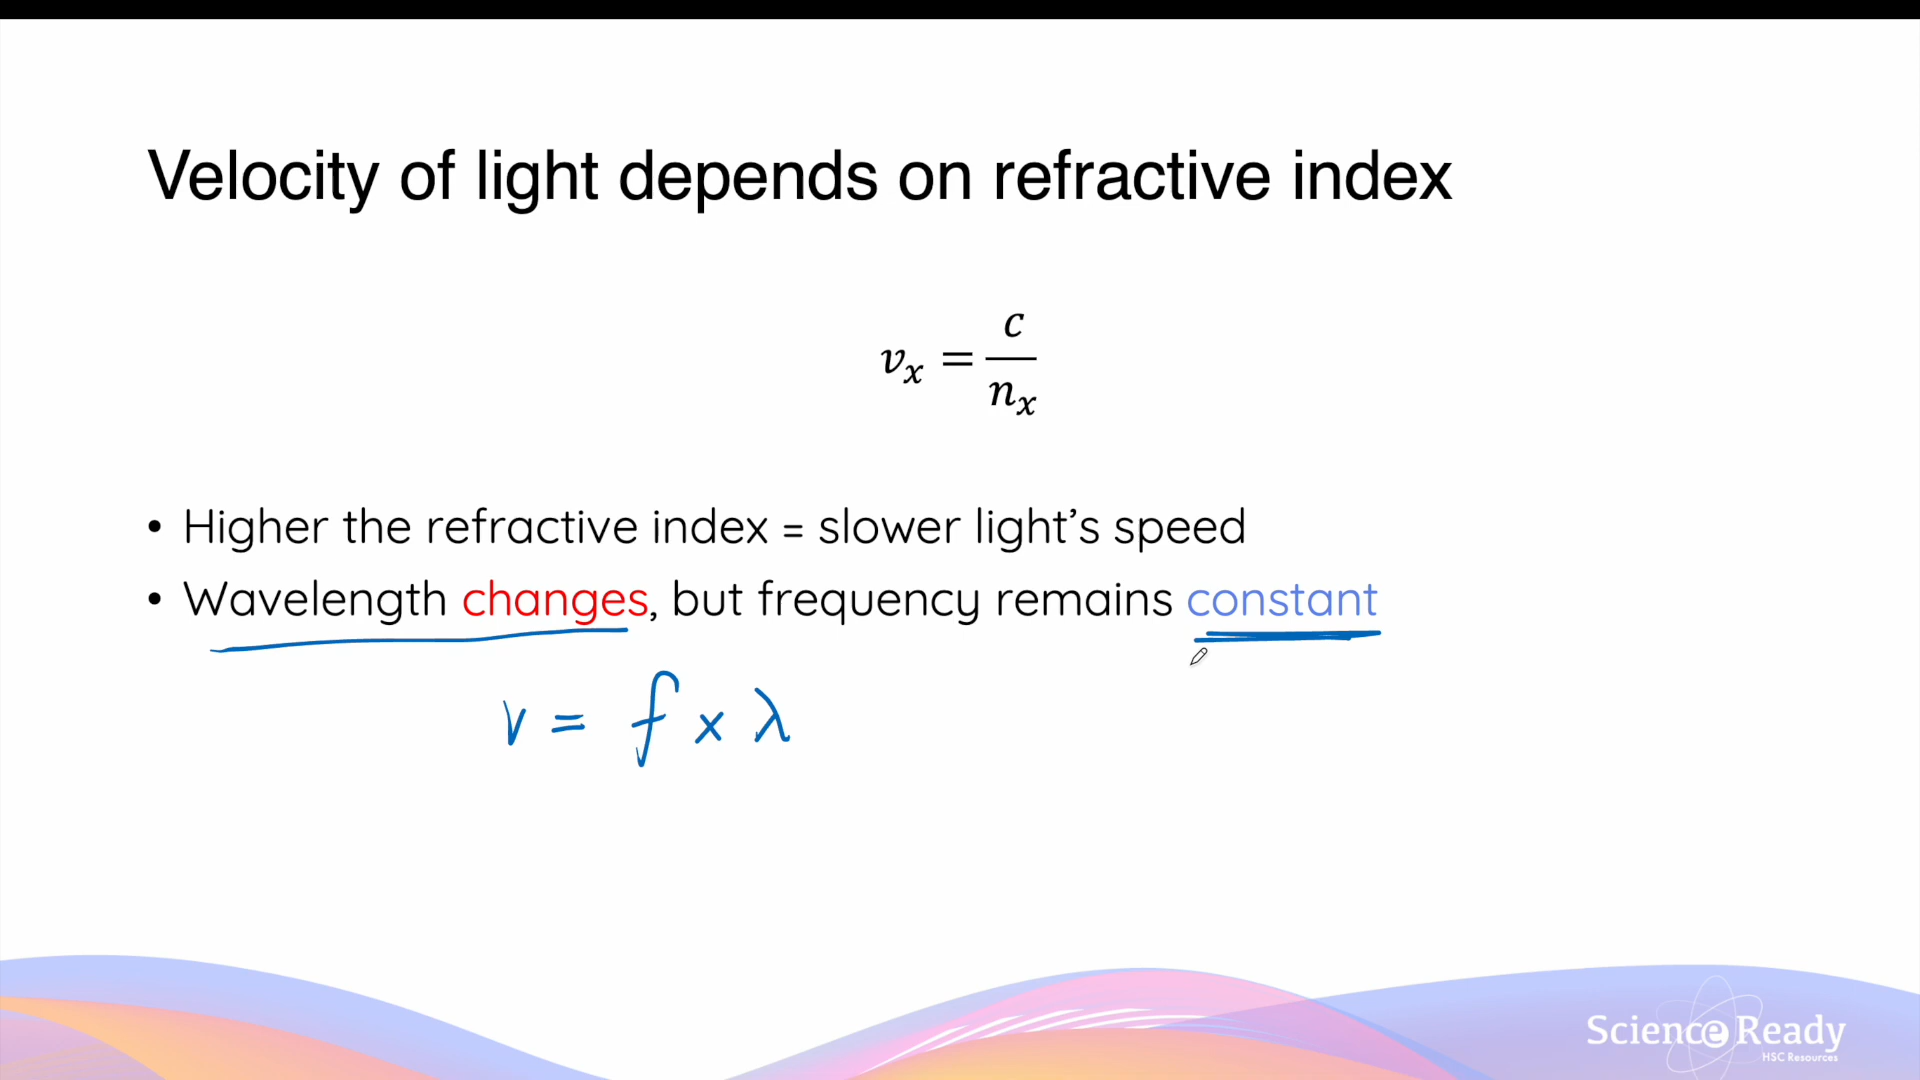 Velocity of light depends on refractive index
vₓ = c / nₓ
• Higher the refractive index = slower light’s speed
• Wavelength changes, but frequency remains constant
v = f x λ
Science Ready
HSC Resources